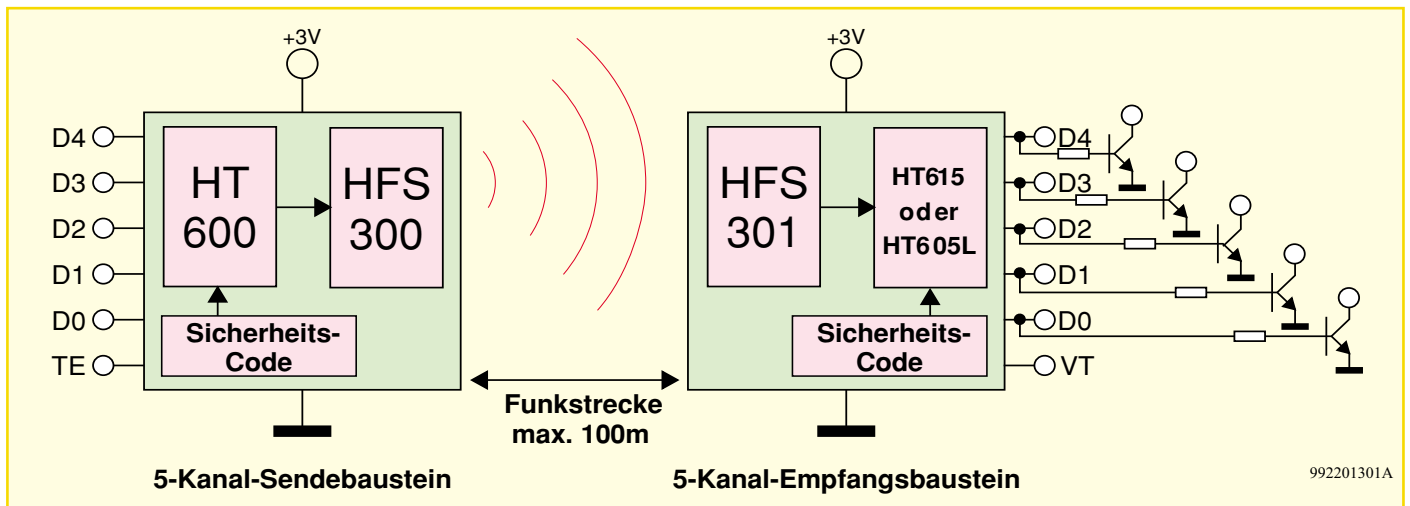 +3V
D4
D3
D2
D1
D0
TE
HT
600
HFS
300
Sicherheits-
Code
5-Kanal-Sendebaustein
Funkstrecke
max. 100m
+3V
HFS
301
HT615
oder
HT605L
Sicherheits-
Code
D4
D3
D2
D1
D0
VT
5-Kanal-Empfangsbaustein
992201301A